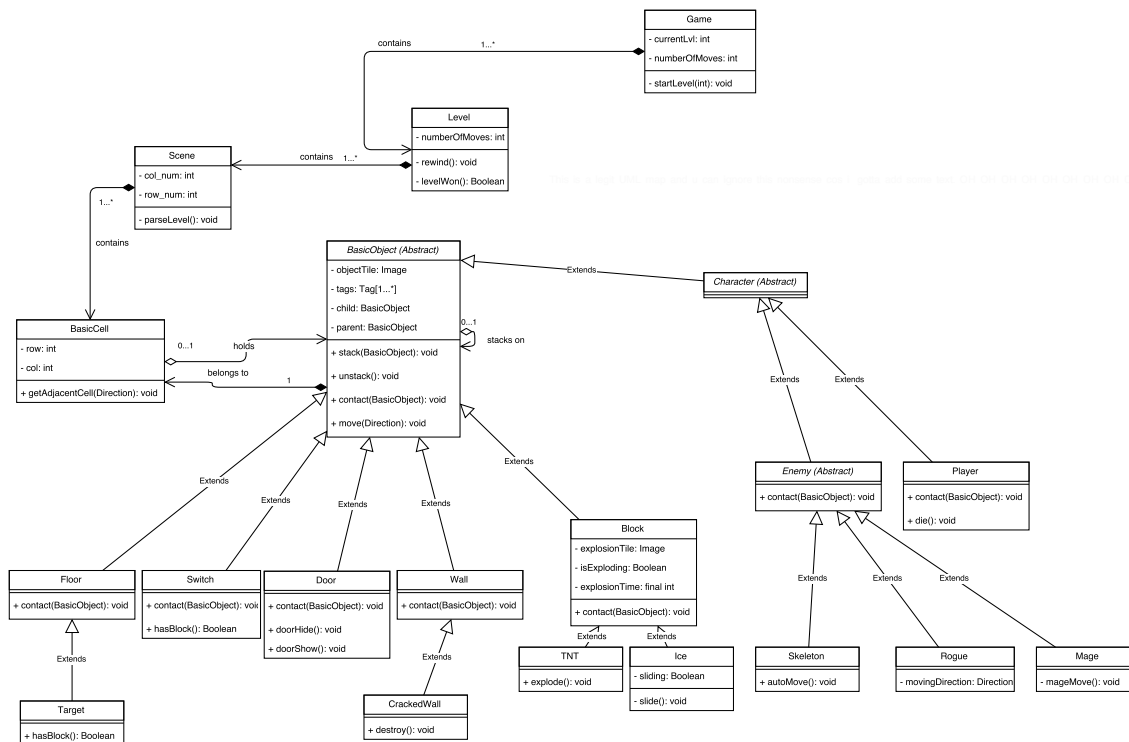 Game
- currentLvl: int
- numberOfMoves: int
- startLevel(int): void
contains
1...*
Level
- numberOfMoves: int
- rewind(): void
- levelWon(): Boolean
contains
1...*
Scene
- col_num: int
- row_num: int
- parseLevel(): void
1...*
contains
BasicObject (Abstract)
- objectTile: Image
- tags: Tag[1...*]
- child: BasicObject
- parent: BasicObject
+ stack(BasicObject): void
+ unstack(): void
+ contact(BasicObject): void
+ move(Direction): void
0...1
stacks on
Extends
Character (Abstract)
BasicCell
- row: int
- col: int
+ getAdjacentCell(Direction): void
0...1
holds
belongs to
1
Extends
Extends
Extends
Extends
Extends
Extends
Extends
Enemy (Abstract)
+ contact(BasicObject): void
Player
+ contact(BasicObject): void
+ die(): void
Block
- explosionTile: Image
- isExploding: Boolean
- explosionTime: final int
+ contact(BasicObject): void
Floor
+ contact(BasicObject): void
Switch
+ contact(BasicObject): void
+ hasBlock(): Boolean
Door
+ contact(BasicObject): void
+ doorHide(): void
+ doorShow(): void
Wall
+ contact(BasicObject): void
Extends
Extends
Extends
Extends
Extends
Extends
Extends
TNT
+ explode(): void
Ice
- sliding: Boolean
- slide(): void
Skeleton
+ autoMove(): void
Rogue
- movingDirection: Direction
Mage
- mageMove(): void
Target
+ hasBlock(): Boolean
CrackedWall
+ destroy(): void